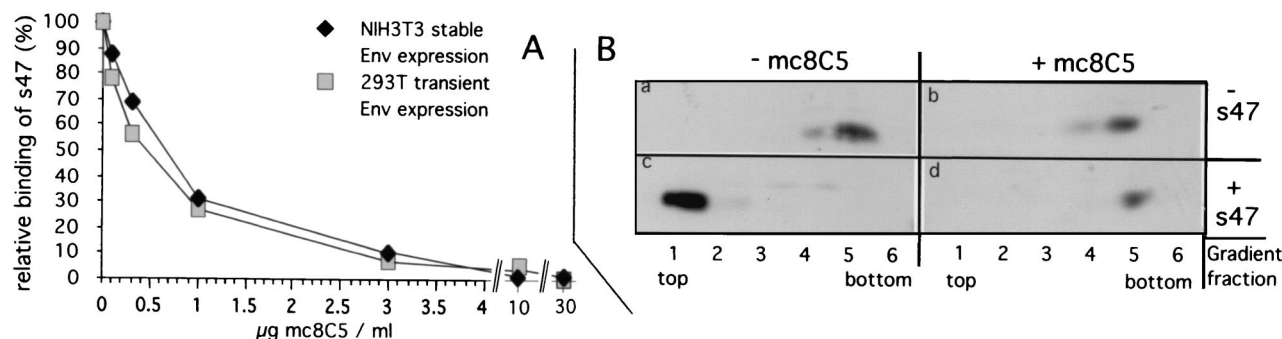 relative binding of s47 (%)
100
90
80
70
60
50
40
30
20
10
0
0 0.5 1 1.5 2 2.5 3 3.5 4 10 30
µg mc8C5 / ml
NIH3T3 stable
Env expression
293T transient
Env expression
A
B
- mc8C5 + mc8C5
a b
- s47
c d
+ s47
1 2 3 4 5 6 1 2 3 4 5 6 Gradient
top bottom top bottom fraction